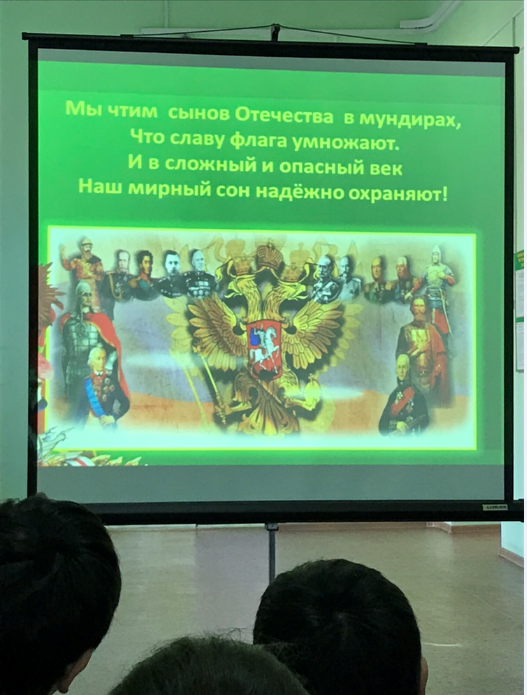 Мы чтим сынов Отечества в мундирах,
Что славу флага умножают.
И в сложный и опасный век
Наш мирный сон надёжно охраняют!